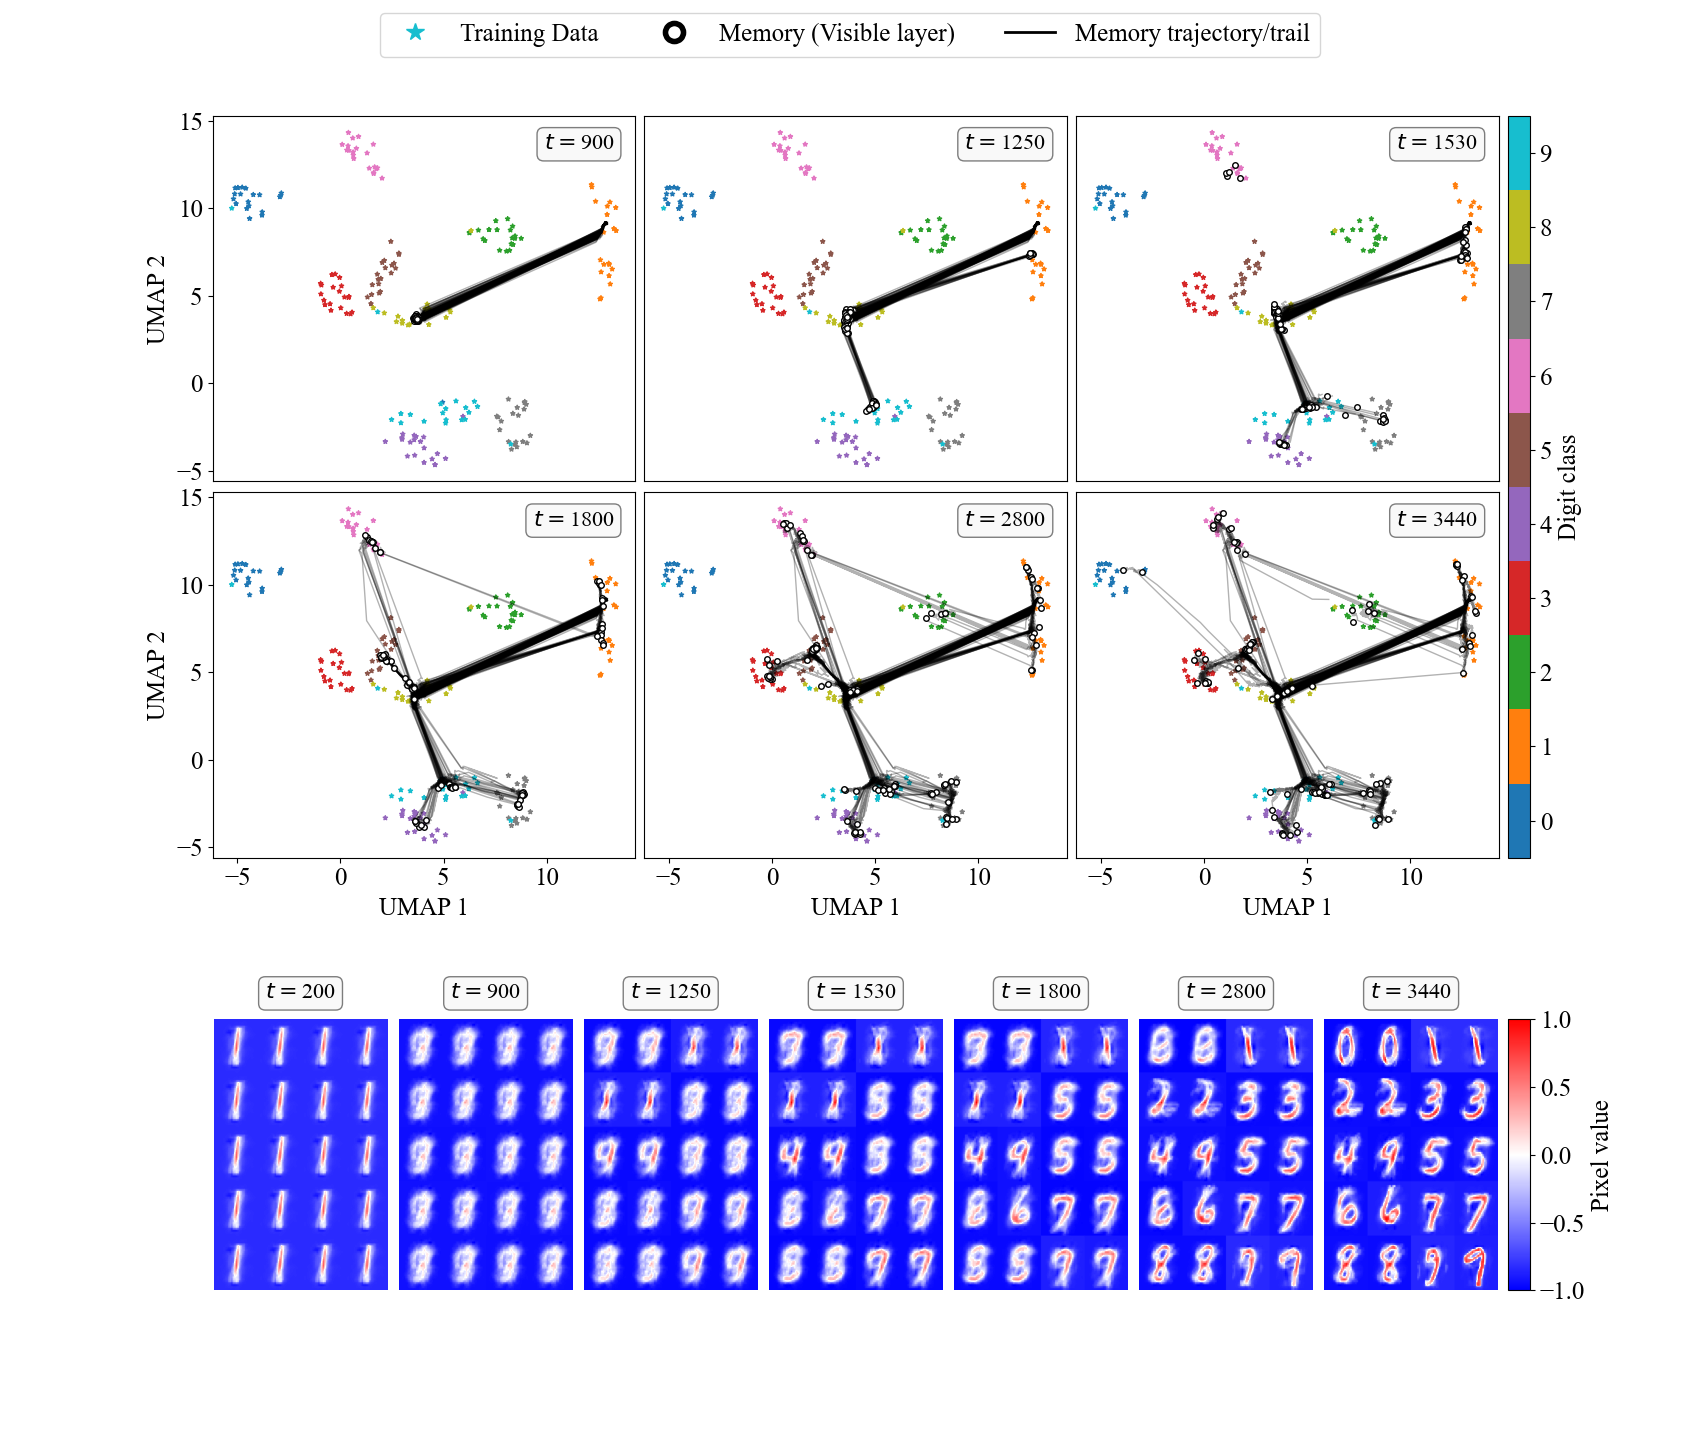 Training Data Memory (Visible layer) Memory trajectory/trail
t = 900 t = 1250 t = 1530
15
10
5
0
−5
UMAP 2
t = 1800 t = 2800 t = 3440
15
10
5
0
−5
UMAP 2
−5 0 5 10 −5 0 5 10 −5 0 5 10
UMAP 1 UMAP 1 UMAP 1
9
8
7
6
5
4
3
2
1
0
Digit class
t = 200 t = 900 t = 1250 t = 1530 t = 1800 t = 2800 t = 3440
1.0
0.5
0.0
−0.5
−1.0
Pixel value